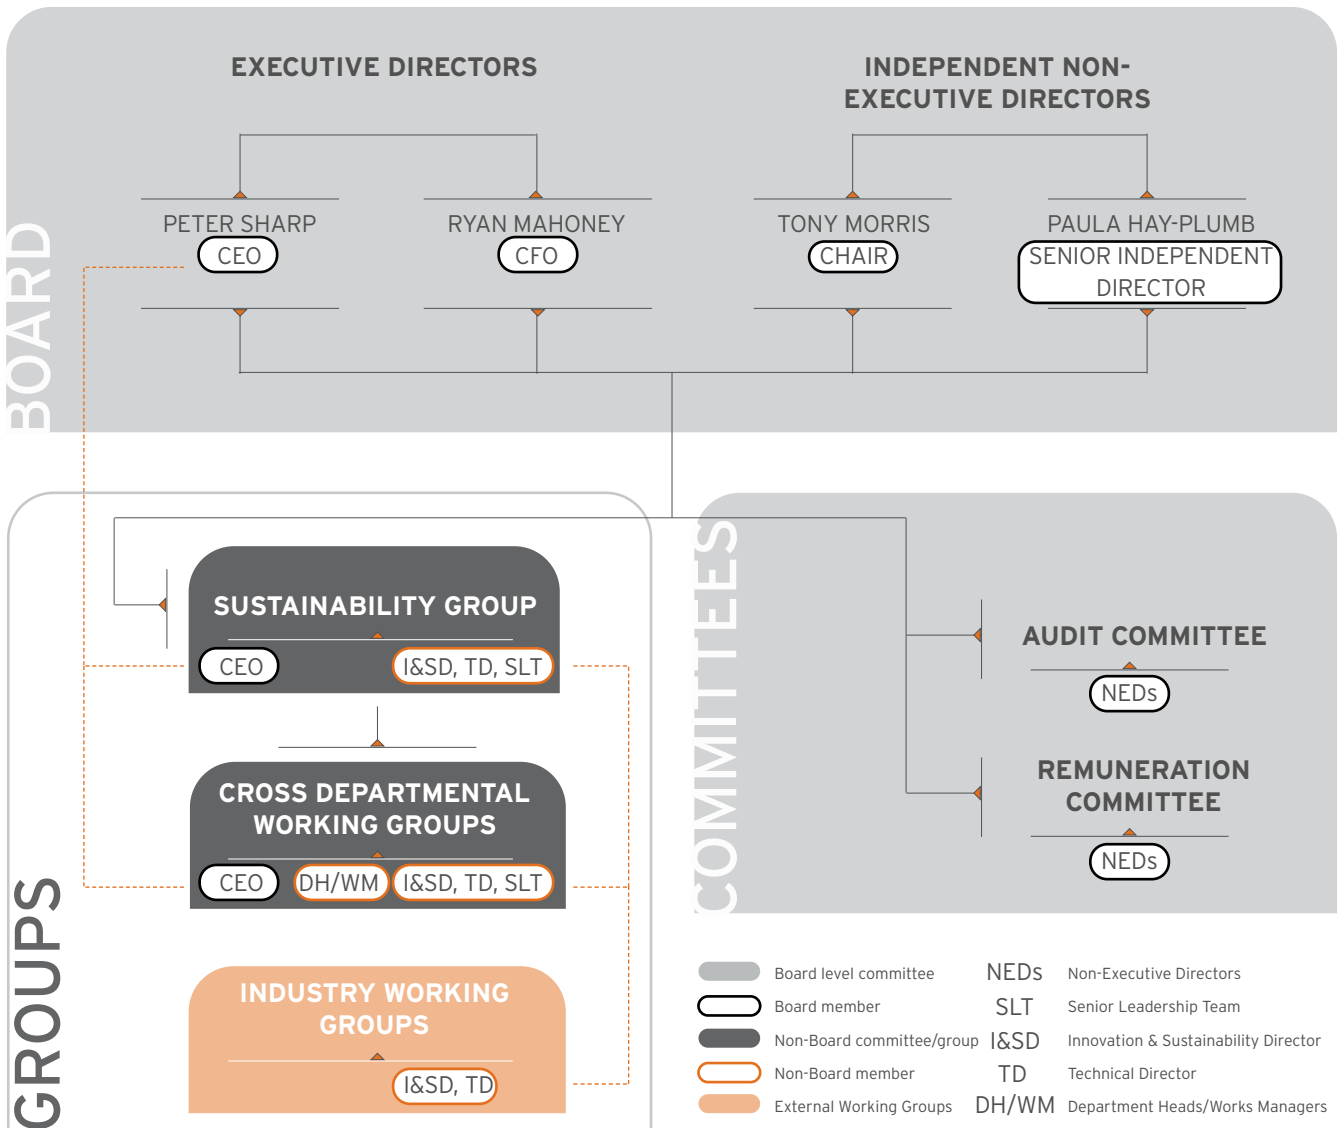 BOARD
EXECUTIVE DIRECTORS
INDEPENDENT NON-
EXECUTIVE DIRECTORS
PETER SHARP
CEO
RYAN MAHONEY
CFO
TONY MORRIS
CHAIR
PAULA HAY-PLUMB
SENIOR INDEPENDENT
DIRECTOR
GROUPS
SUSTAINABILITY GROUP
CEO
I&SD, TD, SLT
CROSS DEPARTMENTAL
WORKING GROUPS
CEO
DH/WM
I&SD, TD, SLT
INDUSTRY WORKING
GROUPS
I&SD, TD
COMMITTEES
AUDIT COMMITTEE
NEDs
REMUNERATION
COMMITTEE
NEDs
Board level committee
Board member
Non-Board committee/group
Non-Board member
External Working Groups
NEDs Non-Executive Directors
SLT Senior Leadership Team
I&SD Innovation & Sustainability Director
TD Technical Director
DH/WM Department Heads/Works Managers